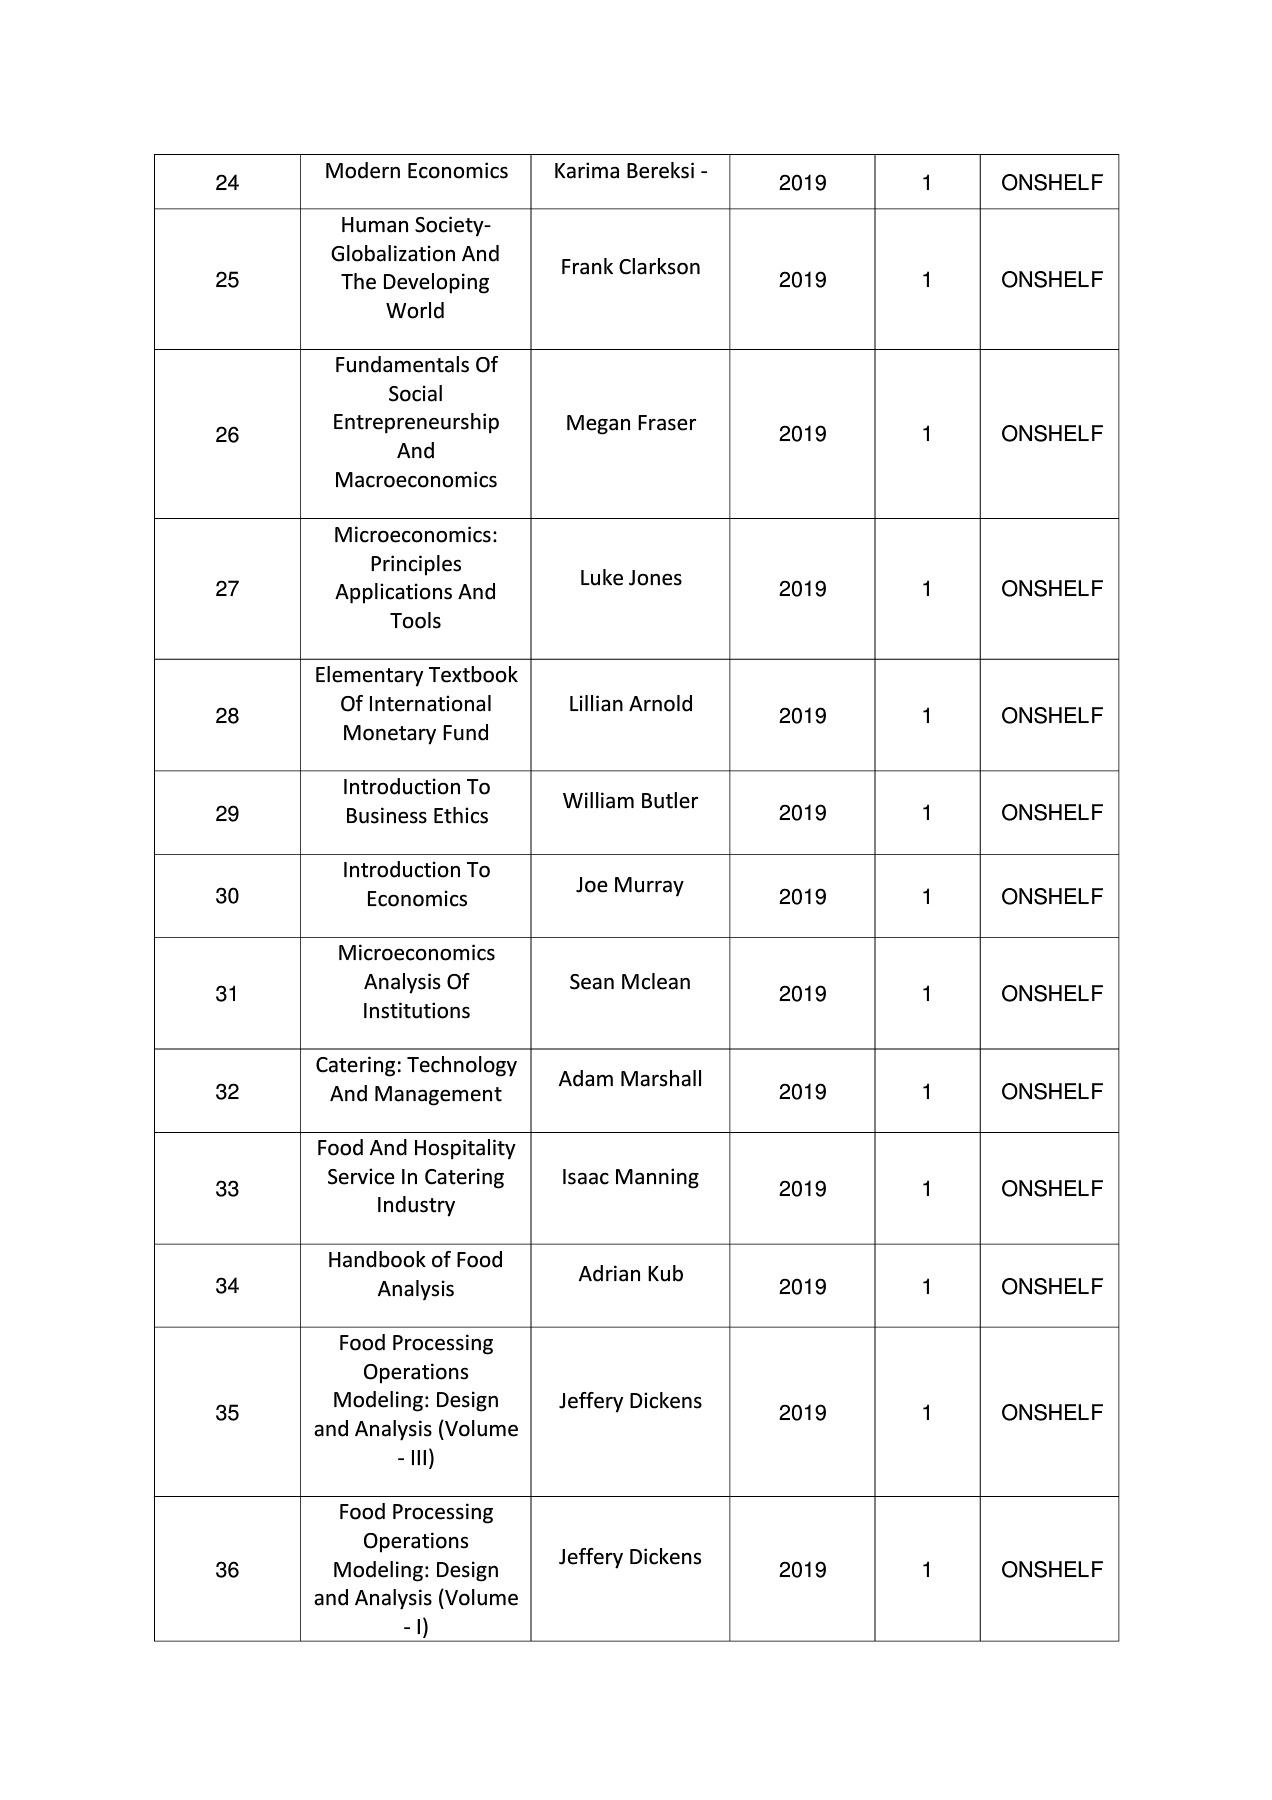 24 Modern Economics Karima Bereksi - 2019 1 ONSHELF
Human Society-
Globalization And
The Developing
World
25 Frank Clarkson 2019 1 ONSHELF
Fundamentals Of
Social
Entrepreneurship
And
Macroeconomics
26 Megan Fraser 2019 1 ONSHELF
Microeconomics:
Principles
Applications And
Tools
27 Luke Jones 2019 1 ONSHELF
Elementary Textbook
Of International
Monetary Fund
28 Lillian Arnold 2019 1 ONSHELF
Introduction To
Business Ethics
29 William Butler 2019 1 ONSHELF
Introduction To
Economics
30 Joe Murray 2019 1 ONSHELF
Microeconomics
Analysis Of
Institutions
31 Sean Mclean 2019 1 ONSHELF
Catering: Technology
And Management
32 Adam Marshall 2019 1 ONSHELF
Food And Hospitality
Service In Catering
Industry
33 Isaac Manning 2019 1 ONSHELF
Handbook of Food
Analysis
34 Adrian Kub 2019 1 ONSHELF
Food Processing
Operations
Modeling: Design
and Analysis (Volume
- III)
35 Jeffery Dickens 2019 1 ONSHELF
Food Processing
Operations
Modeling: Design
and Analysis (Volume
- I)
36 Jeffery Dickens 2019 1 ONSHELF